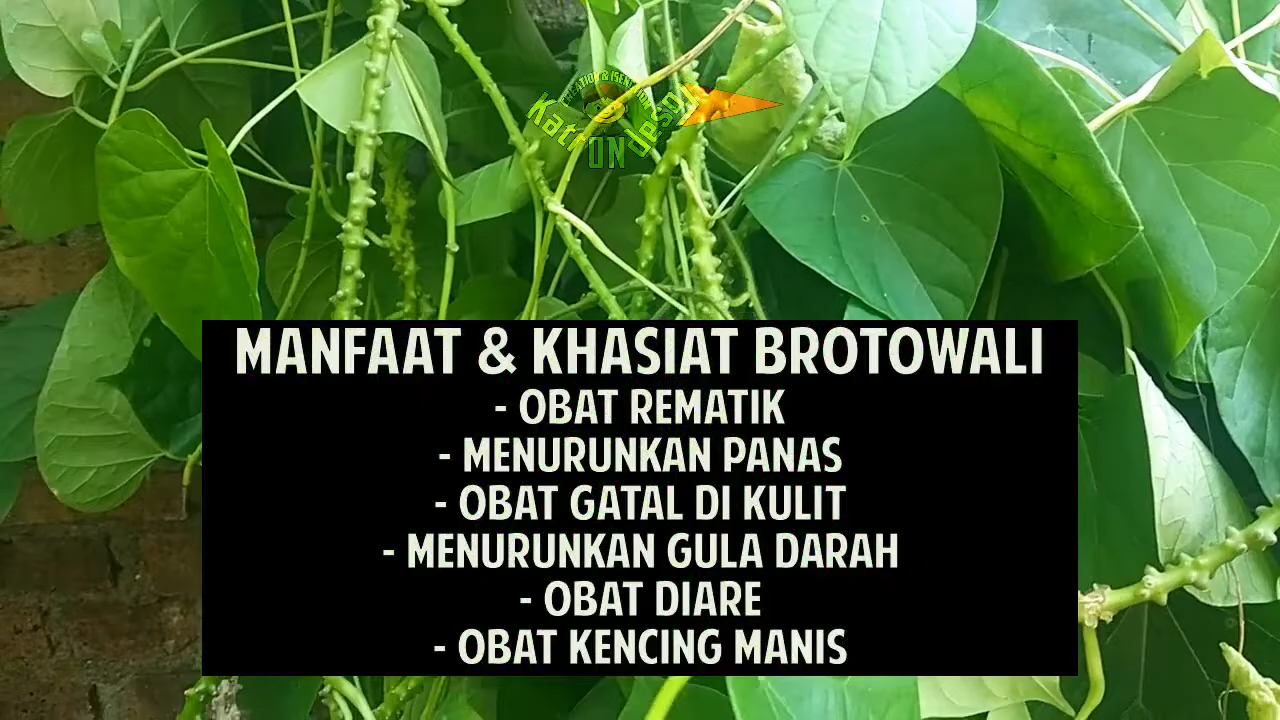 KatrONdesain
MANFAAT & KHASIAT BROTOWALI
- OBAT REMATIK
- MENURUNKAN PANAS
- OBAT GATAL DI KULIT
- MENURUNKAN GULA DARAH
- OBAT DIARE
- OBAT KENCING MANIS